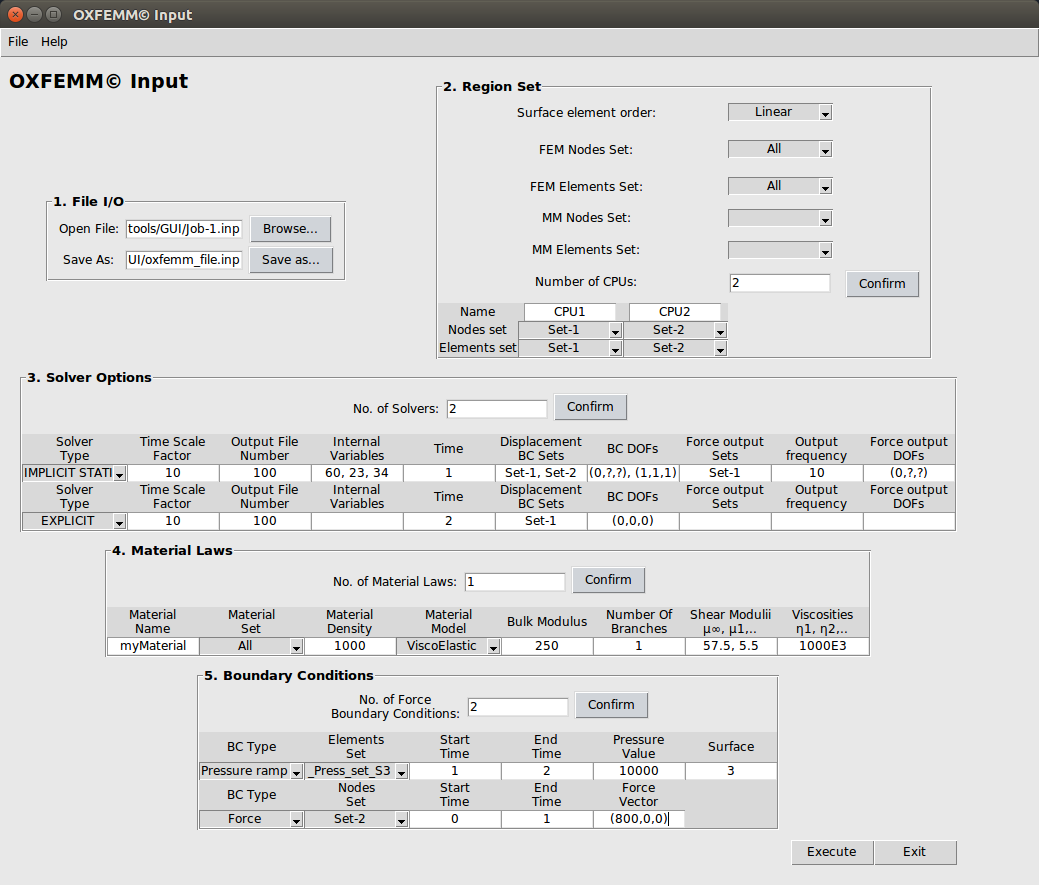 OXFEMM© Input
File Help
OXFEMM© Input
1. File I/O
Open File: tools/GUI/Job-1.inp Browse...
Save As: UI/oxfemm_file.inp Save as...
2. Region Set
Surface element order: Linear
FEM Nodes Set: All
FEM Elements Set: All
MM Nodes Set:
MM Elements Set:
Number of CPUs: 2 Confirm
Name CPU1 CPU2
Nodes set Set-1 Set-2
Elements set Set-1 Set-2
3. Solver Options
No. of Solvers: 2 Confirm
Solver Time Scale Output File Internal Time Displacement BC DOFs Force output Output Force output
Type Factor Number Variables BC Sets Sets frequency DOFs
IMPLICIT STATI 10 100 60, 23, 34 1 Set-1, Set-2 (0,?,?), (1,1,1) Set-1 10 (0,?,?)
Solver Time Scale Output File Internal Time Displacement BC DOFs Force output Output Force output
Type Factor Number Variables BC Sets Sets frequency DOFs
EXPLICIT 10 100 2 Set-1 (0,0,0)
4. Material Laws
No. of Material Laws: 1 Confirm
Material Material Material Material Bulk Modulus Number Of Shear Modulii Viscosities
Name Set Density Model Branches μ∞, μ1,.. η1, η2,..
myMaterial All 1000 ViscoElastic 250 1 57.5, 5.5 1000E3
5. Boundary Conditions
No. of Force
Boundary Conditions: 2 Confirm
BC Type Elements Start End Pressure Surface
Set Time Time Value
Pressure ramp _Press_set_S3 1 2 10000 3
BC Type Nodes Start End Force
Set Time Time Vector
Force Set-2 0 1 (800,0,0)
Execute Exit